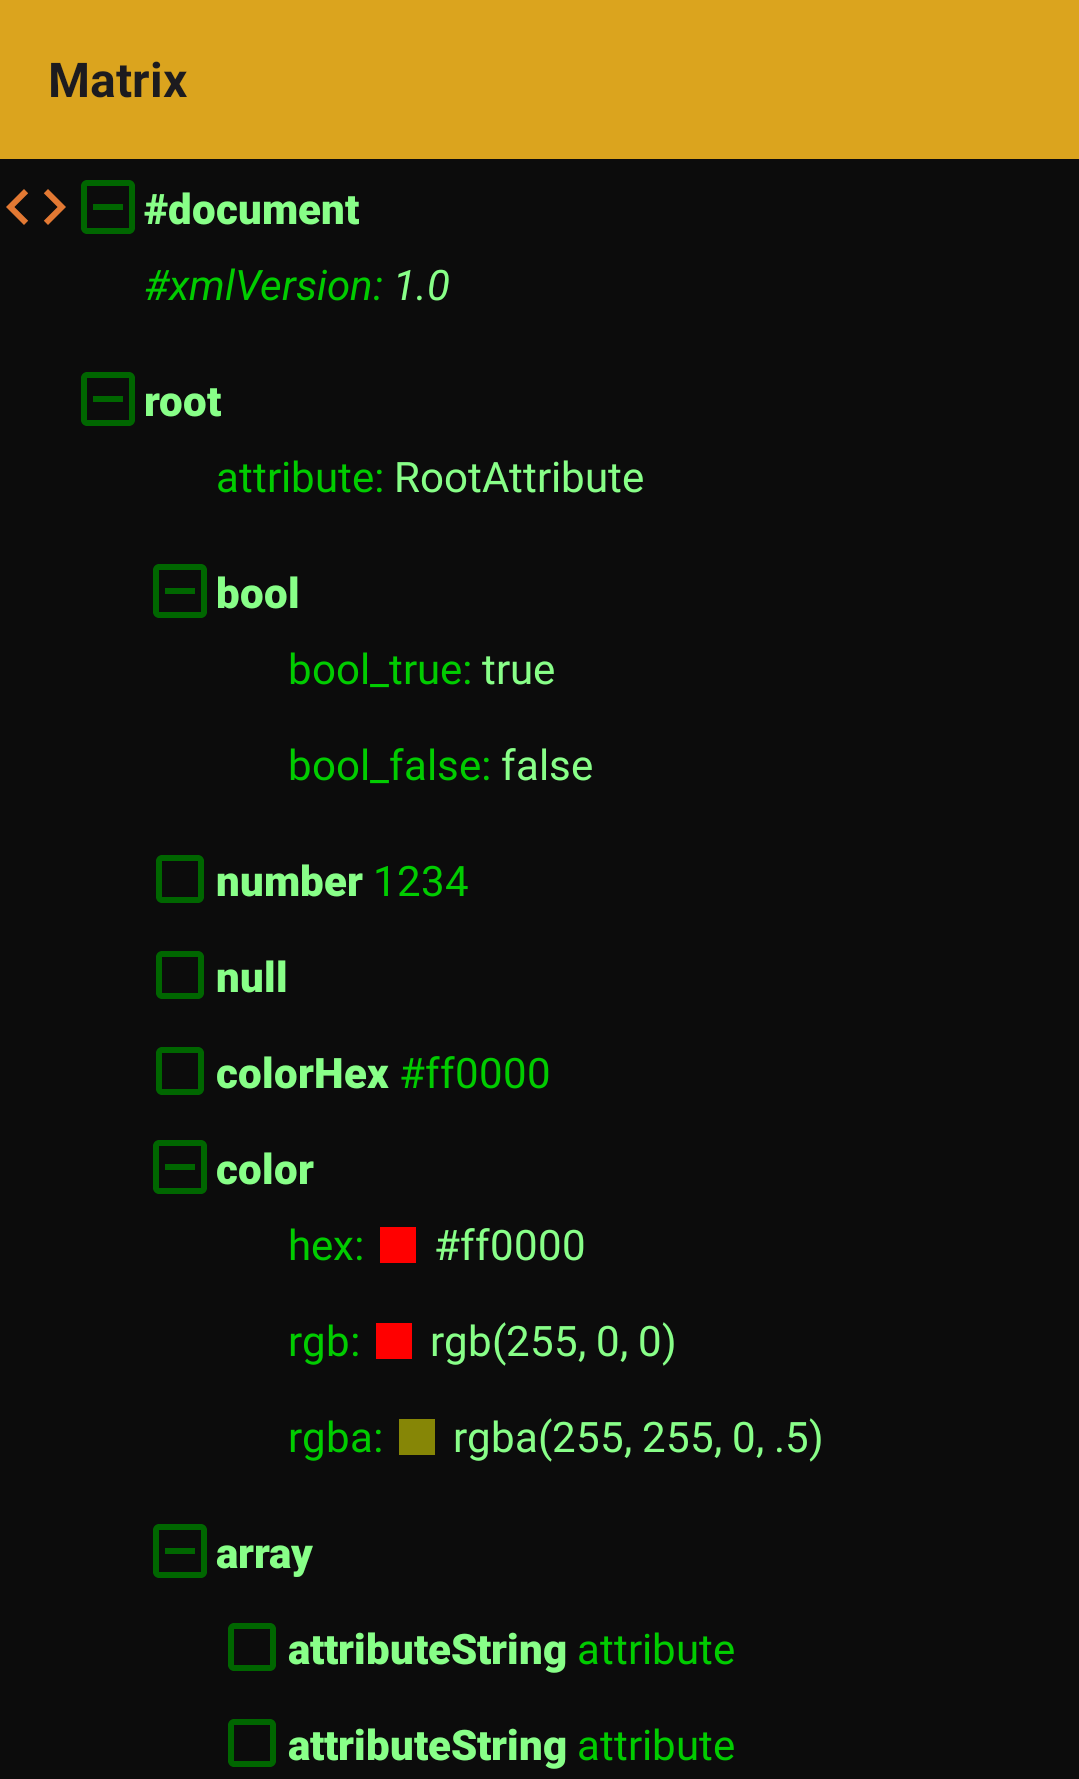 Matrix
#document
#xmlVersion: 1.0
root
attribute: RootAttribute
bool
bool_true: true
bool_false: false
number 1234
null
colorHex #ff0000
color
hex: #ff0000
rgb: rgb(255, 0, 0)
rgba: rgba(255, 255, 0, .5)
array
attributeString attribute
attributeString attribute